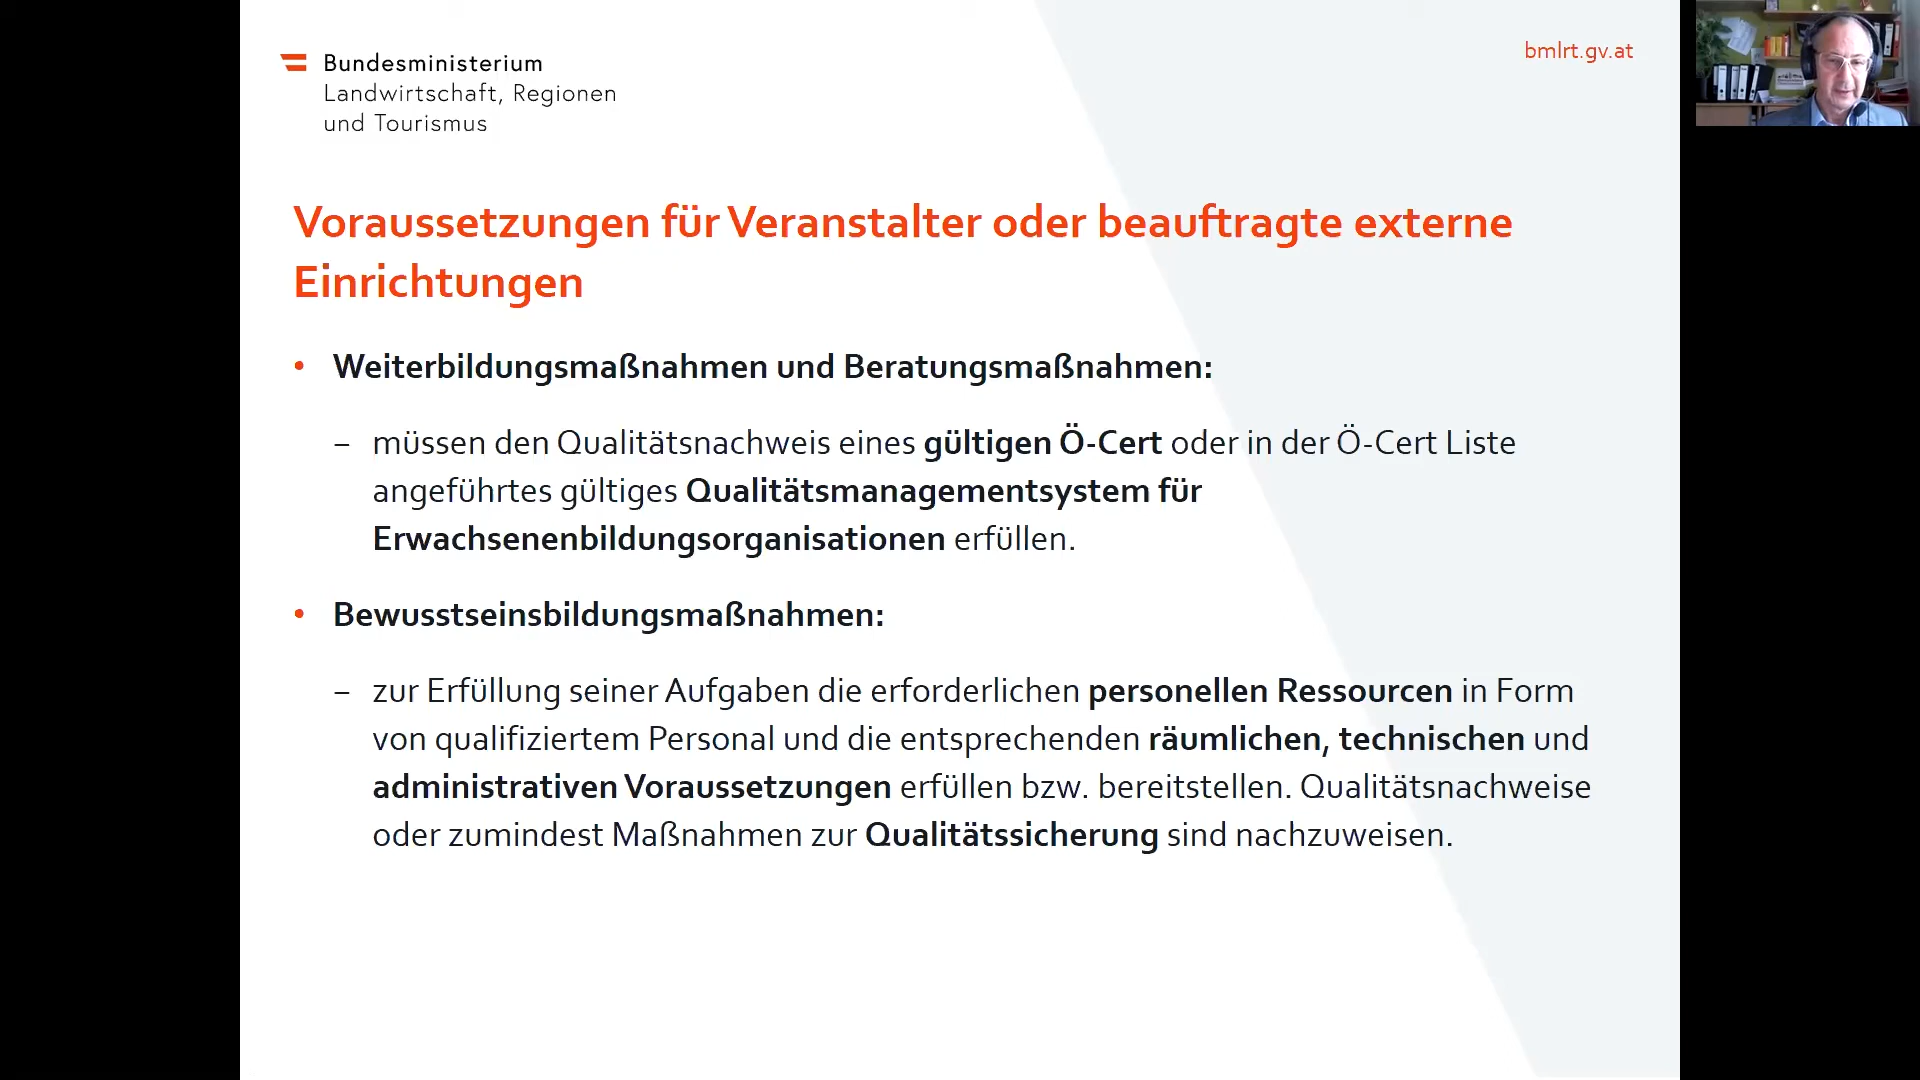 Bundesministerium
Landwirtschaft, Regionen
und Tourismus
bmlrt.gv.at
Voraussetzungen für Veranstalter oder beauftragte externe
Einrichtungen
• Weiterbildungsmaßnahmen und Beratungsmaßnahmen:
– müssen den Qualitätsnachweis eines gültigen Ö-Cert oder in der Ö-Cert Liste
angeführtes gültiges Qualitätsmanagementsystem für
Erwachsenenbildungsorganisationen erfüllen.
• Bewusstseinsbildungsmaßnahmen:
– zur Erfüllung seiner Aufgaben die erforderlichen personellen Ressourcen in Form
von qualifiziertem Personal und die entsprechenden räumlichen, technischen und
administrativen Voraussetzungen erfüllen bzw. bereitstellen. Qualitätsnachweise
oder zumindest Maßnahmen zur Qualitätssicherung sind nachzuweisen.